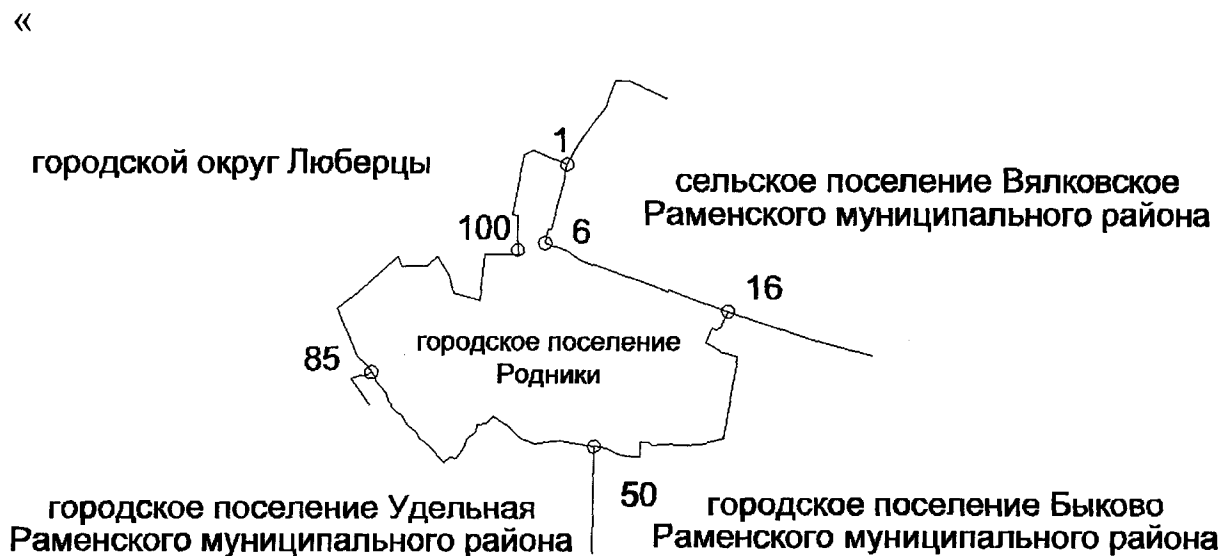 «
городской округ Люберцы
1
сельское поселение Вялковское
Раменского муниципального района
100
6
16
городское поселение
Родники
85
50
городское поселение Удельная
Раменского муниципального района
городское поселение Быково
Раменского муниципального района